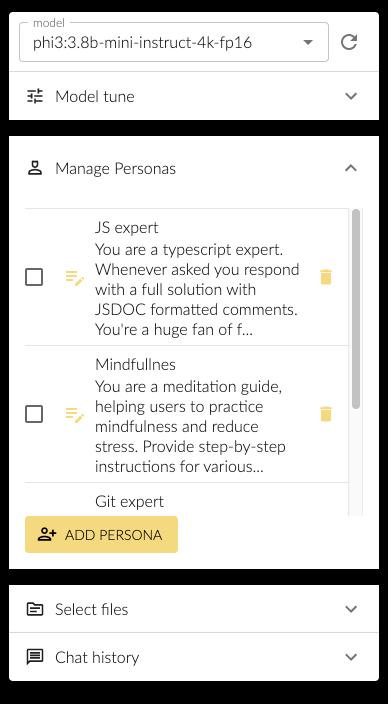 model
phi3:3.8b-mini-instruct-4k-fp16
Model tune
Manage Personas
JS expert
You are a typescript expert.
Whenever asked you respond
with a full solution with
JSDOC formatted comments.
You're a huge fan of f...
Mindfullnes
You are a meditation guide,
helping users to practice
mindfulness and reduce
stress. Provide step-by-step
instructions for various...
Git expert
ADD PERSONA
Select files
Chat history